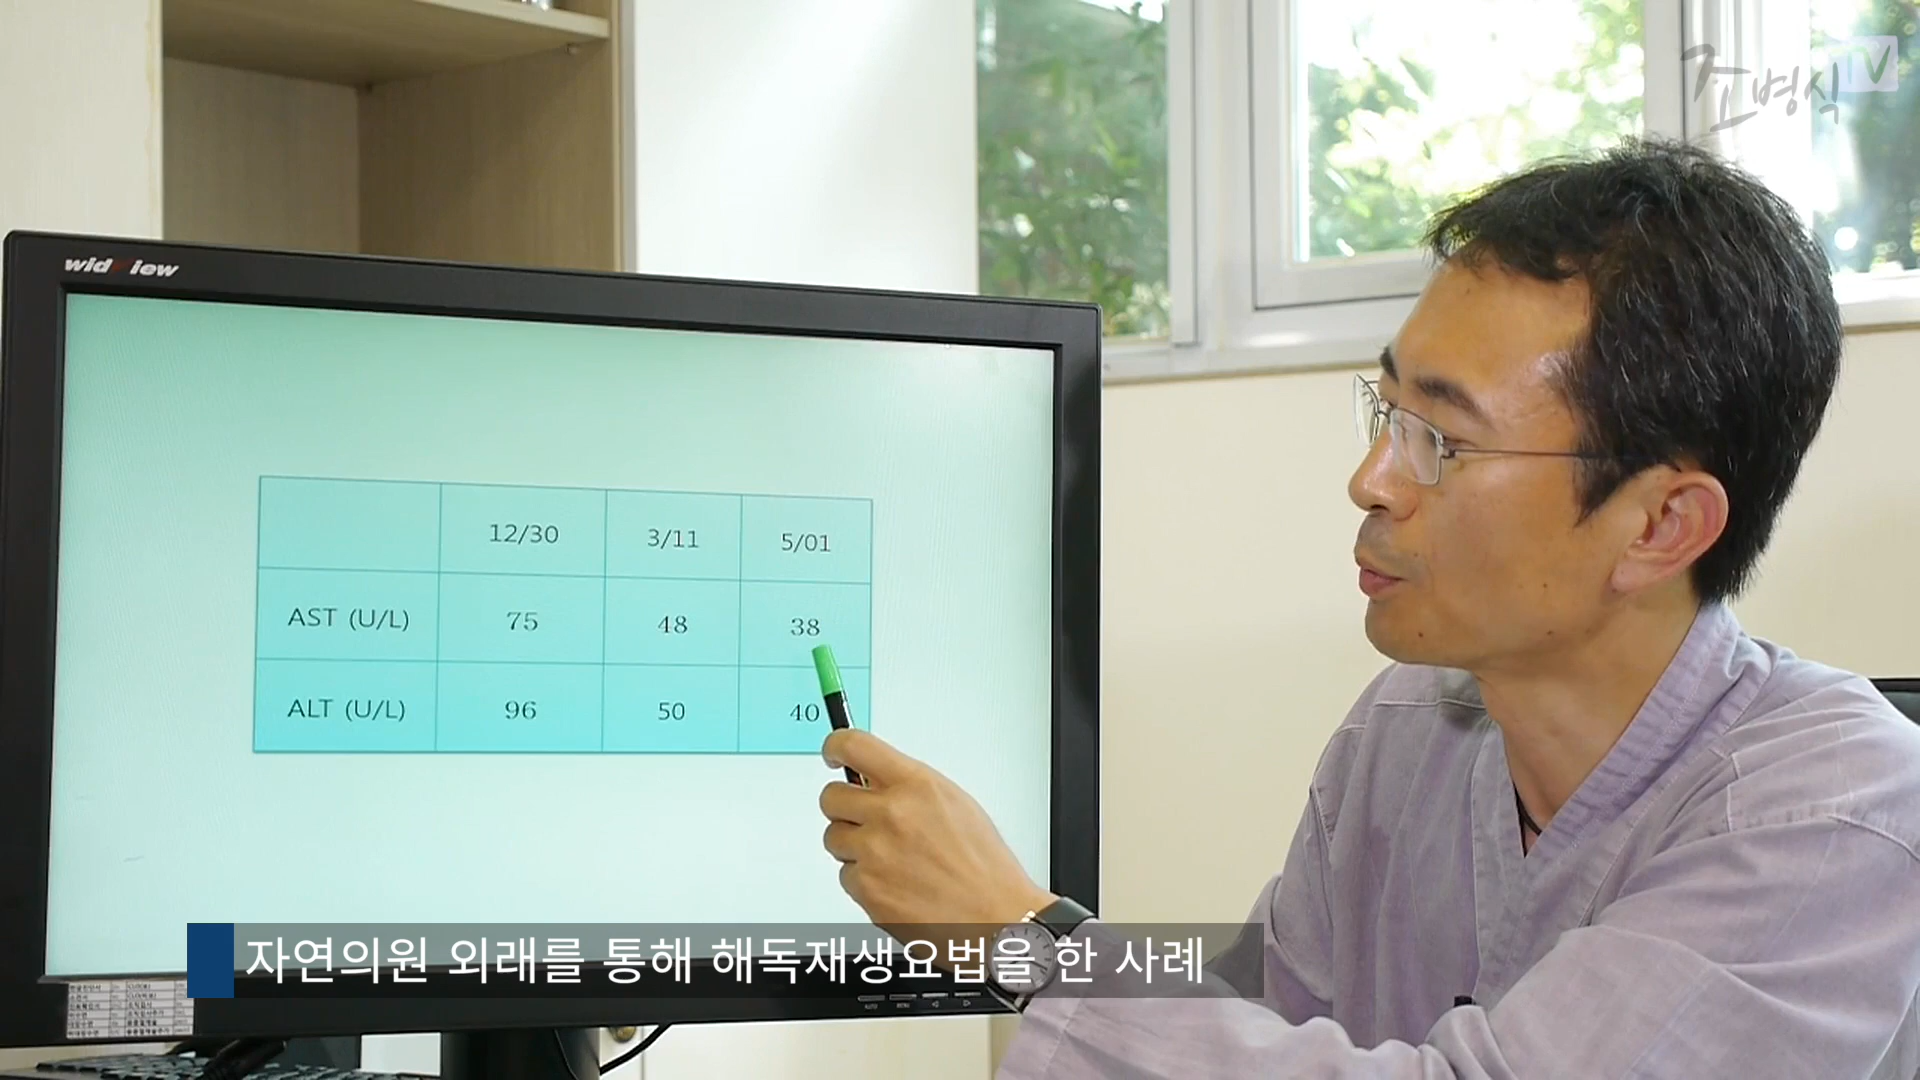 조병식TV
widView
12/30 3/11 5/01
AST (U/L) 75 48 38
ALT (U/L) 96 50 40
자연의원 외래를 통해 해독재생요법을 한 사례